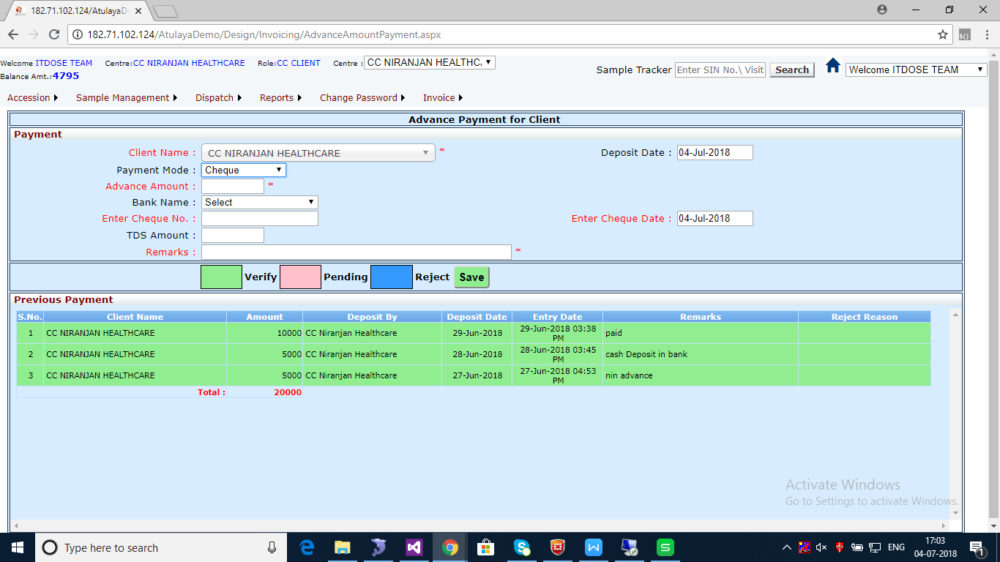 182.71.102.124/AtulayaD
182.71.102.124/AtulayaDemo/Design/Invoicing/AdvanceAmountPayment.aspx
Welcome ITDOSE TEAM Centre:CC NIRANJAN HEALTHCARE Role:CC CLIENT Centre : CC NIRANJAN HEALTHC
Balance Amt.:4795
Sample Tracker Enter SIN No.\ Visit Search Welcome ITDOSE TEAM
Accession Sample Management Dispatch Reports Change Password Invoice
Advance Payment for Client
Payment
Client Name : CC NIRANJAN HEALTHCARE * Deposit Date : 04-Jul-2018
Payment Mode : Cheque
Advance Amount : *
Bank Name : Select
Enter Cheque No. : Enter Cheque Date : 04-Jul-2018
TDS Amount :
Remarks : *
Verify Pending Reject Save
Previous Payment
S.No. Client Name Amount Deposit By Deposit Date Entry Date Remarks Reject Reason
1 CC NIRANJAN HEALTHCARE 10000 CC Niranjan Healthcare 29-Jun-2018 29-Jun-2018 03:38 PM paid
2 CC NIRANJAN HEALTHCARE 5000 CC Niranjan Healthcare 28-Jun-2018 28-Jun-2018 03:45 PM cash Deposit in bank
3 CC NIRANJAN HEALTHCARE 5000 CC Niranjan Healthcare 27-Jun-2018 27-Jun-2018 04:53 PM nin advance
Total : 20000
Activate Windows
Go to Settings to activate Windows.
Type here to search
ENG 17:03
04-07-2018 1